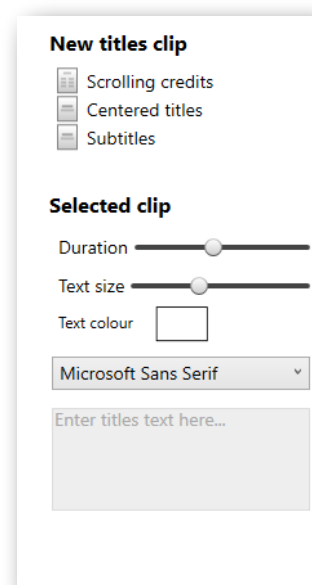 New titles clip
Scrolling credits
Centered titles
Subtitles
Selected clip
Duration
Text size
Text colour
Microsoft Sans Serif
Enter titles text here...